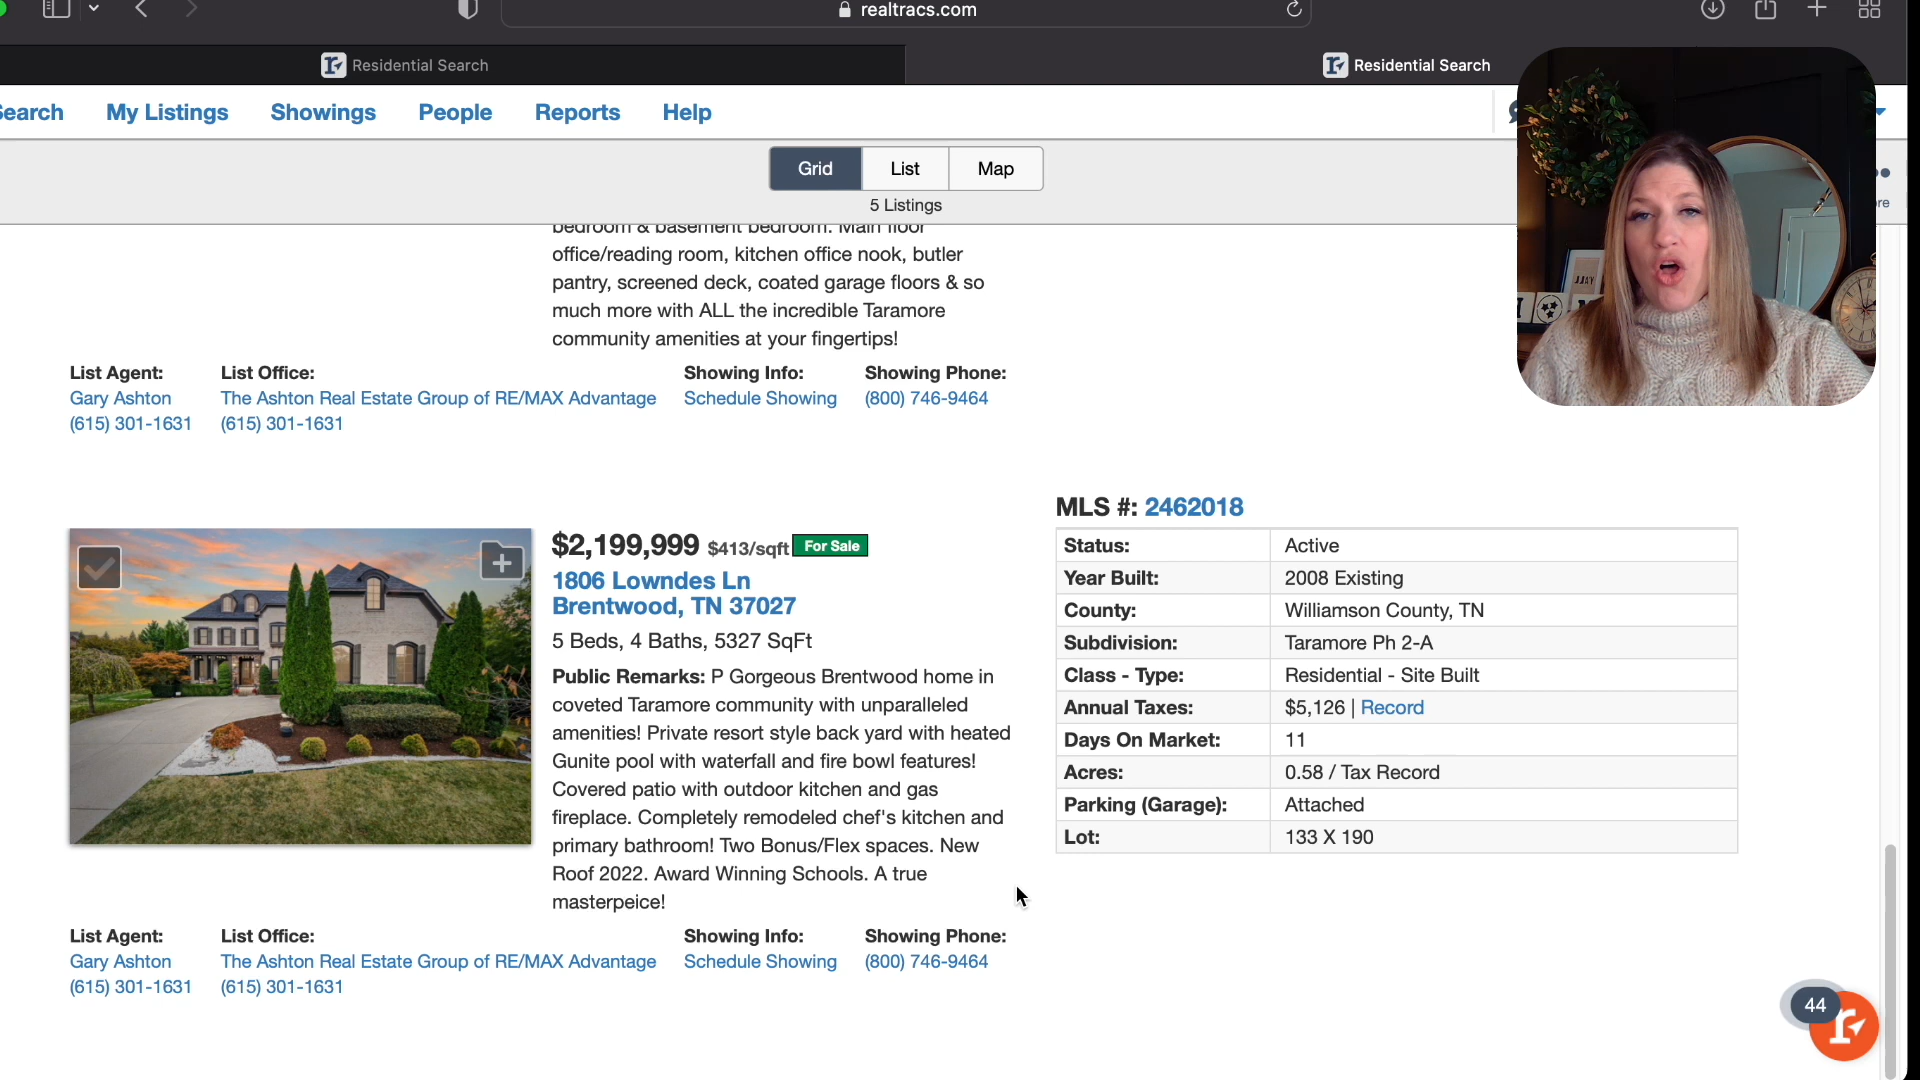 realtracs.com
Residential Search
Residential Search
Search
My Listings
Showings
People
Reports
Help
Grid
List
Map
re
5 Listings
bedroom & basement bedroom. Main floor
office/reading room, kitchen office nook, butler
pantry, screened deck, coated garage floors & so
much more with ALL the incredible Taramore
community amenities at your fingertips!
List Agent:
List Office:
Showing Info:
Showing Phone:
Gary Ashton
The Ashton Real Estate Group of RE/MAX Advantage
Schedule Showing
(800) 746-9464
(615) 301-1631
(615) 301-1631
MLS #: 2462018
$2,199,999 $413/sqft For Sale
1806 Lowndes Ln
Brentwood, TN 37027
5 Beds, 4 Baths, 5327 SqFt
Public Remarks: P Gorgeous Brentwood home in
coveted Taramore community with unparalleled
amenities! Private resort style back yard with heated
Gunite pool with waterfall and fire bowl features!
Covered patio with outdoor kitchen and gas
fireplace. Completely remodeled chef's kitchen and
primary bathroom! Two Bonus/Flex spaces. New
Roof 2022. Award Winning Schools. A true
masterpeice!
Status: Active
Year Built: 2008 Existing
County: Williamson County, TN
Subdivision: Taramore Ph 2-A
Class - Type: Residential - Site Built
Annual Taxes: $5,126 | Record
Days On Market: 11
Acres: 0.58 / Tax Record
Parking (Garage): Attached
Lot: 133 X 190
List Agent:
List Office:
Showing Info:
Showing Phone:
Gary Ashton
The Ashton Real Estate Group of RE/MAX Advantage
Schedule Showing
(800) 746-9464
(615) 301-1631
(615) 301-1631
44